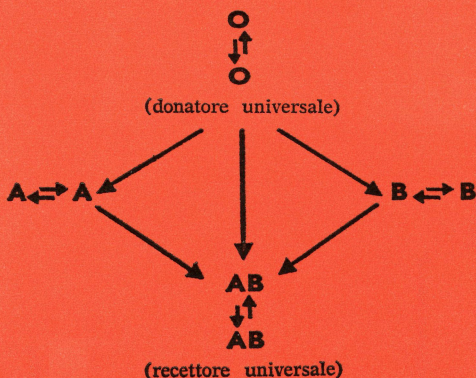 O
O
(donatore universale)
A A B B
AB
AB
(recettore universale)